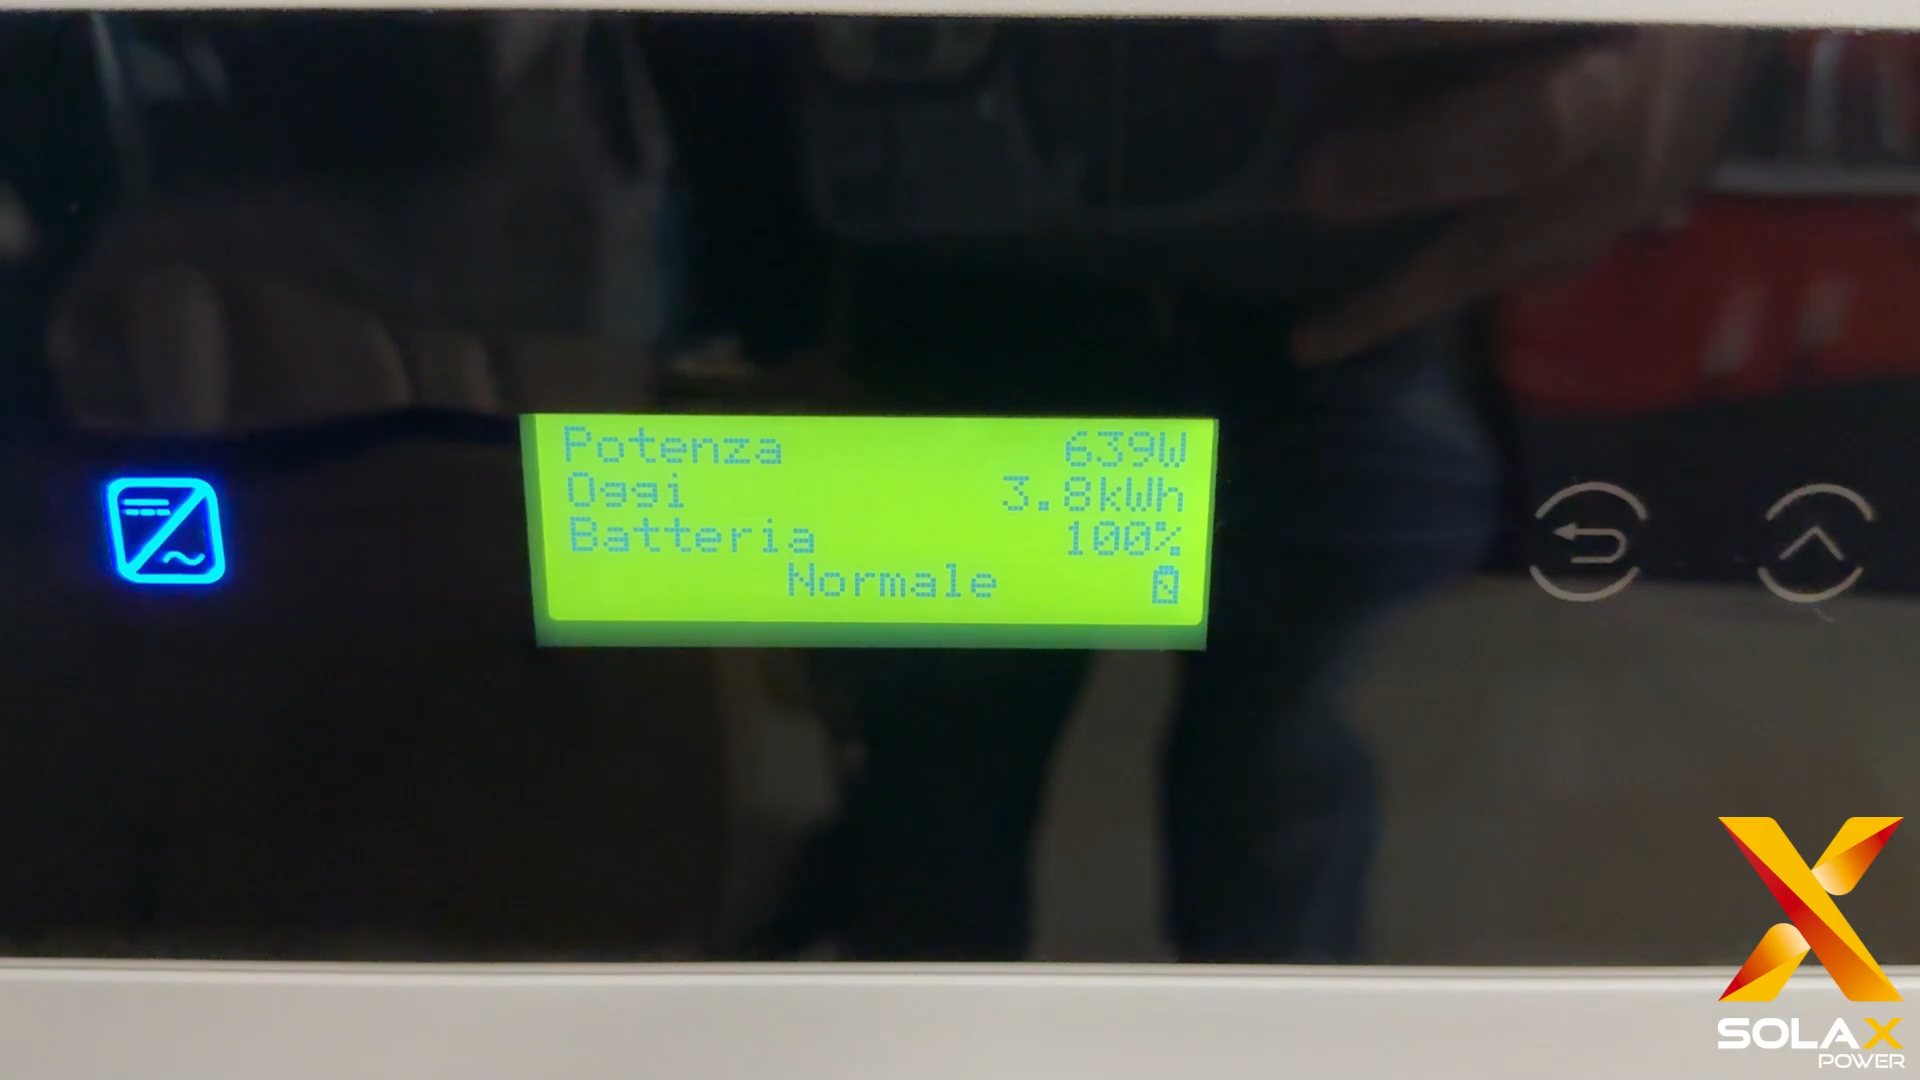 Potenza 639W
Oggi 3.8kWh
Batteria 100%
Normale
SOLAX
POWER